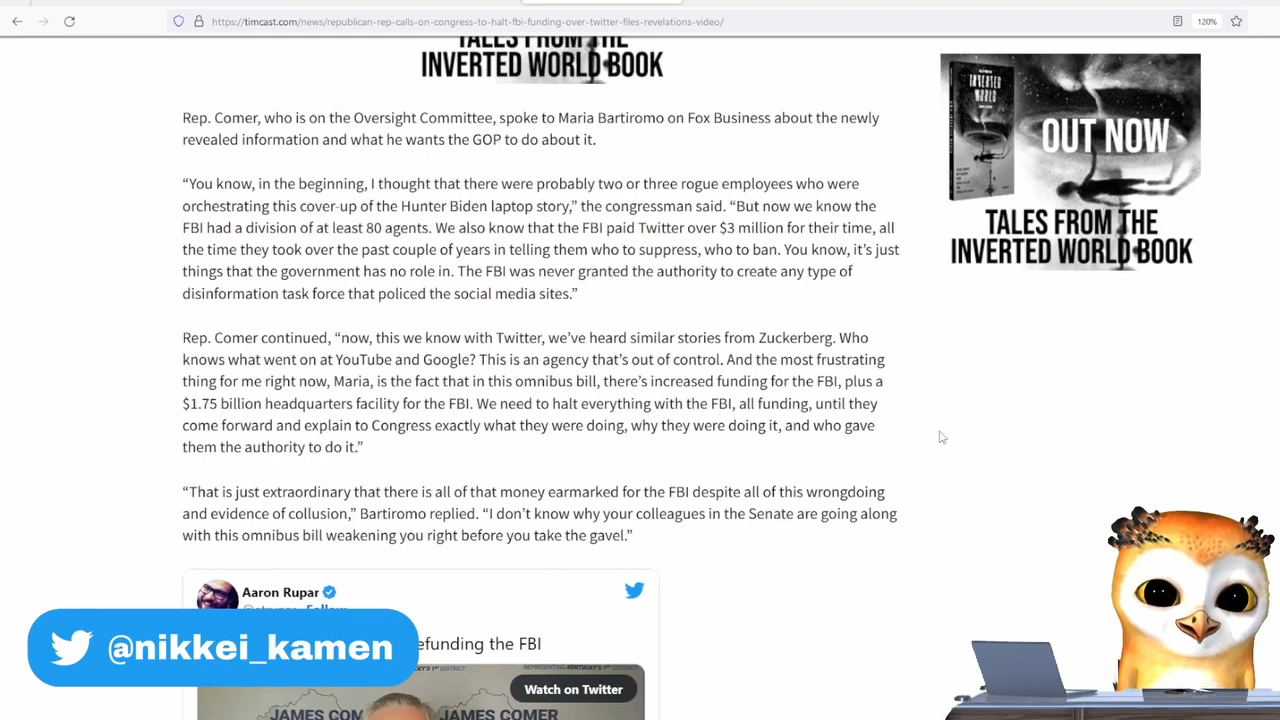 https://timcast.com/news/republican-rep-calls-on-congress-to-halt-fbi-funding-over-twitter-files-revelations-video/
120%
TALES FROM THE
INVERTED WORLD BOOK
Rep. Comer, who is on the Oversight Committee, spoke to Maria Bartiromo on Fox Business about the newly
revealed information and what he wants the GOP to do about it.
“You know, in the beginning, I thought that there were probably two or three rogue employees who were
orchestrating this cover-up of the Hunter Biden laptop story,” the congressman said. “But now we know the
FBI had a division of at least 80 agents. We also know that the FBI paid Twitter over $3 million for their time, all
the time they took over the past couple of years in telling them who to suppress, who to ban. You know, it’s just
things that the government has no role in. The FBI was never granted the authority to create any type of
disinformation task force that policed the social media sites.”
Rep. Comer continued, “now, this we know with Twitter, we’ve heard similar stories from Zuckerberg. Who
knows what went on at YouTube and Google? This is an agency that’s out of control. And the most frustrating
thing for me right now, Maria, is the fact that in this omnibus bill, there’s increased funding for the FBI, plus a
$1.75 billion headquarters facility for the FBI. We need to halt everything with the FBI, all funding, until they
come forward and explain to Congress exactly what they were doing, why they were doing it, and who gave
them the authority to do it.”
“That is just extraordinary that there is all of that money earmarked for the FBI despite all of this wrongdoing
and evidence of collusion,” Bartiromo replied. “I don’t know why your colleagues in the Senate are going along
with this omnibus bill weakening you right before you take the gavel.”
INVERTED
WORLD
OUT NOW
TALES FROM THE
INVERTED WORLD BOOK
Aaron Rupar
Follow
@nikkei_kamen
efunding the FBI
KENTUCKY'S 1ST DISTRICT
REPRESENTING KENTUCKY'S 1ST
Watch on Twitter
JAMES COM
JAMES COMER